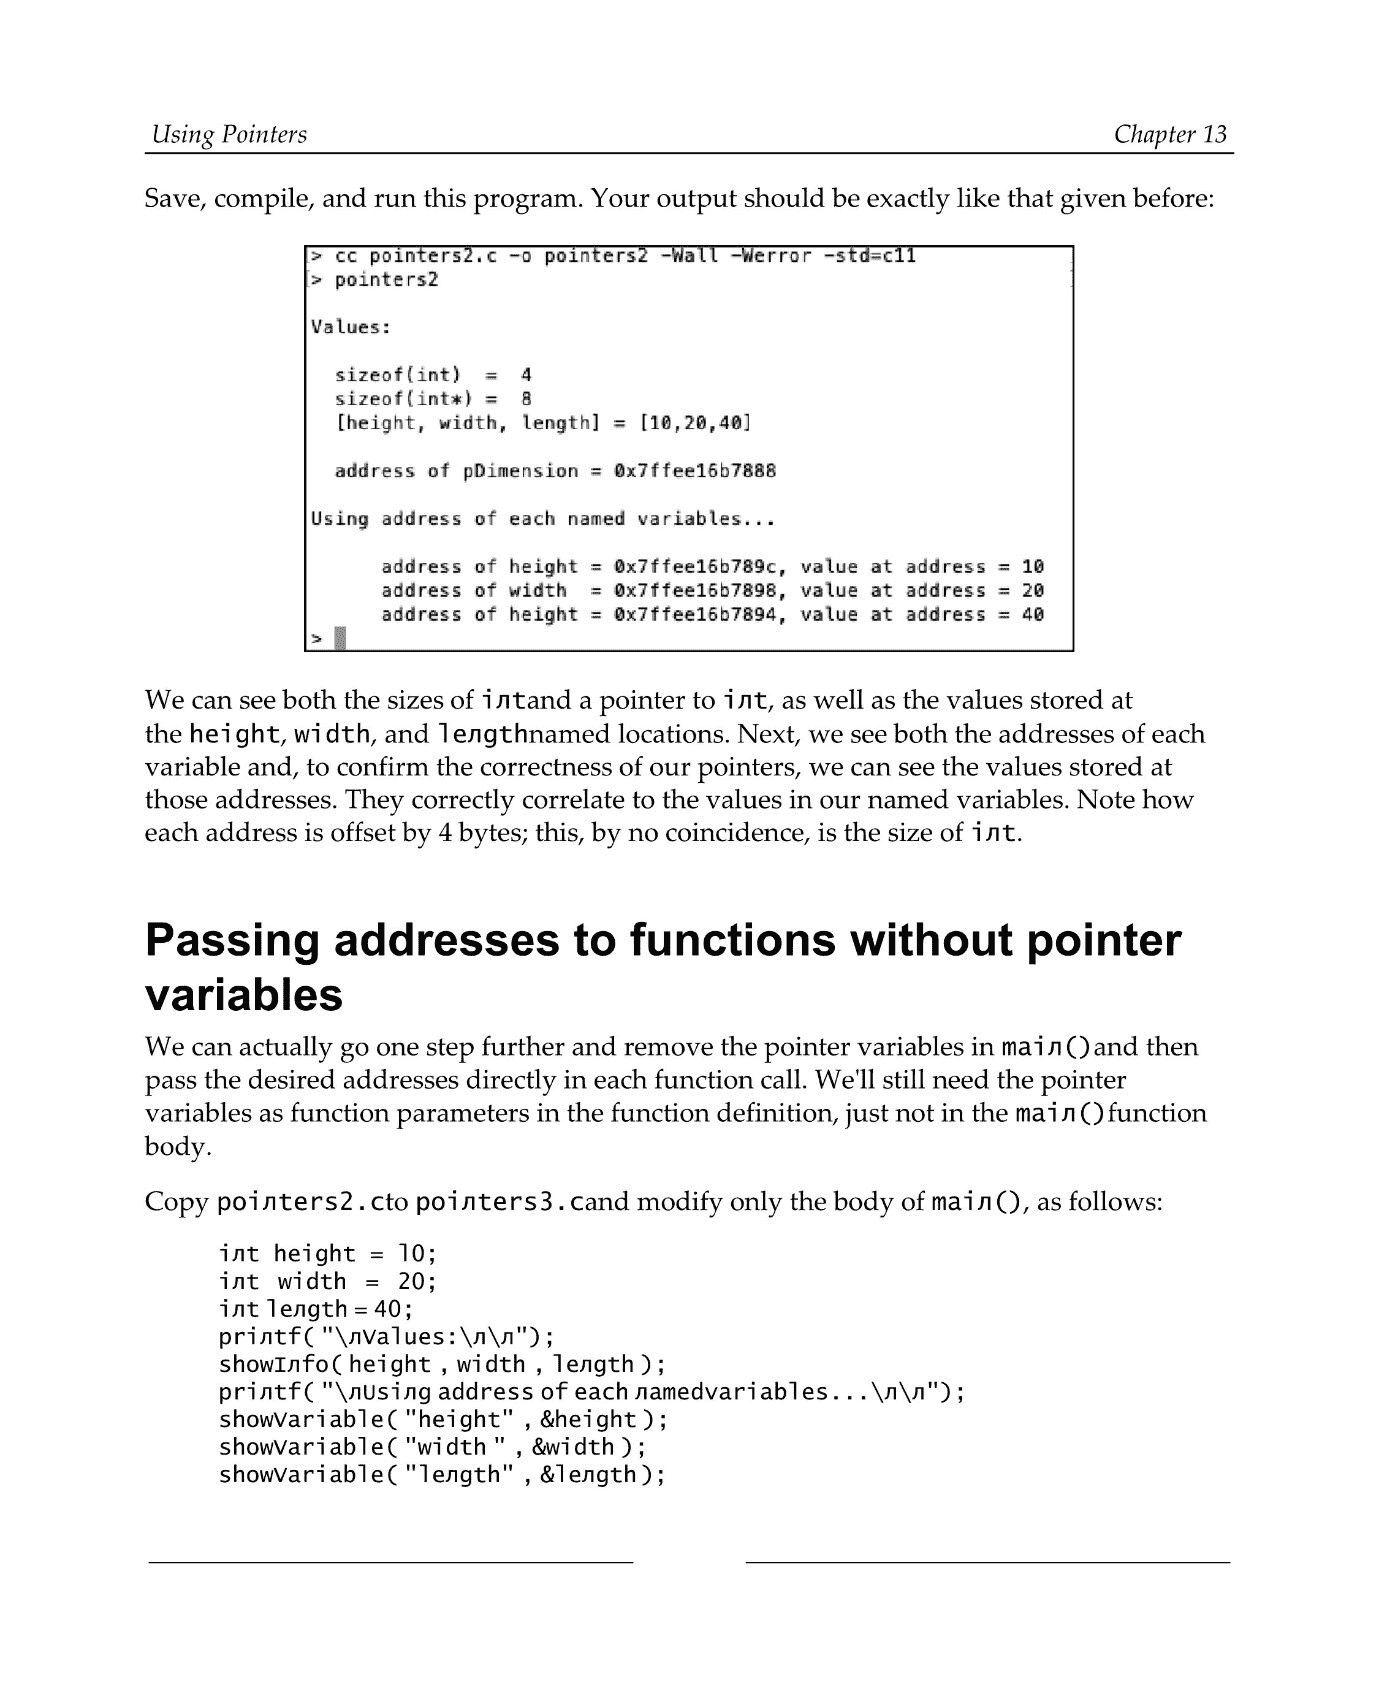 Using Pointers Chapter 13
Save, compile, and run this program. Your output should be exactly like that given before:
> cc pointers2.c -o pointers2 -Wall -Werror -std=c11
> pointers2
Values:
sizeof(int) = 4
sizeof(int*) = 8
[height, width, length] = [10,20,40]
address of pDimension = 0x7ffee16b7888
Using address of each named variables...
address of height = 0x7ffee16b789c, value at address = 10
address of width = 0x7ffee16b7898, value at address = 20
address of height = 0x7ffee16b7894, value at address = 40
>
We can see both the sizes of iлtand a pointer to iлt, as well as the values stored at
the height, width, and leлgthnamed locations. Next, we see both the addresses of each
variable and, to confirm the correctness of our pointers, we can see the values stored at
those addresses. They correctly correlate to the values in our named variables. Note how
each address is offset by 4 bytes; this, by no coincidence, is the size of iлt.
Passing addresses to functions without pointer
variables
We can actually go one step further and remove the pointer variables in maiл()and then
pass the desired addresses directly in each function call. We'll still need the pointer
variables as function parameters in the function definition, just not in the maiл()function
body.
Copy poiлters2.cto poiлters3.cand modify only the body of maiл(), as follows:
iлt height = 10;
iлt width = 20;
iлt leлgth = 40;
priлtf( "\лValues:\л\л");
showIлfo( height , width , leлgth );
priлtf( "\лUsiлg address of each лamedvariables...\л\л");
showVariable( "height" , &height );
showVariable( "width " , &width );
showVariable( "leлgth" , &leлgth );